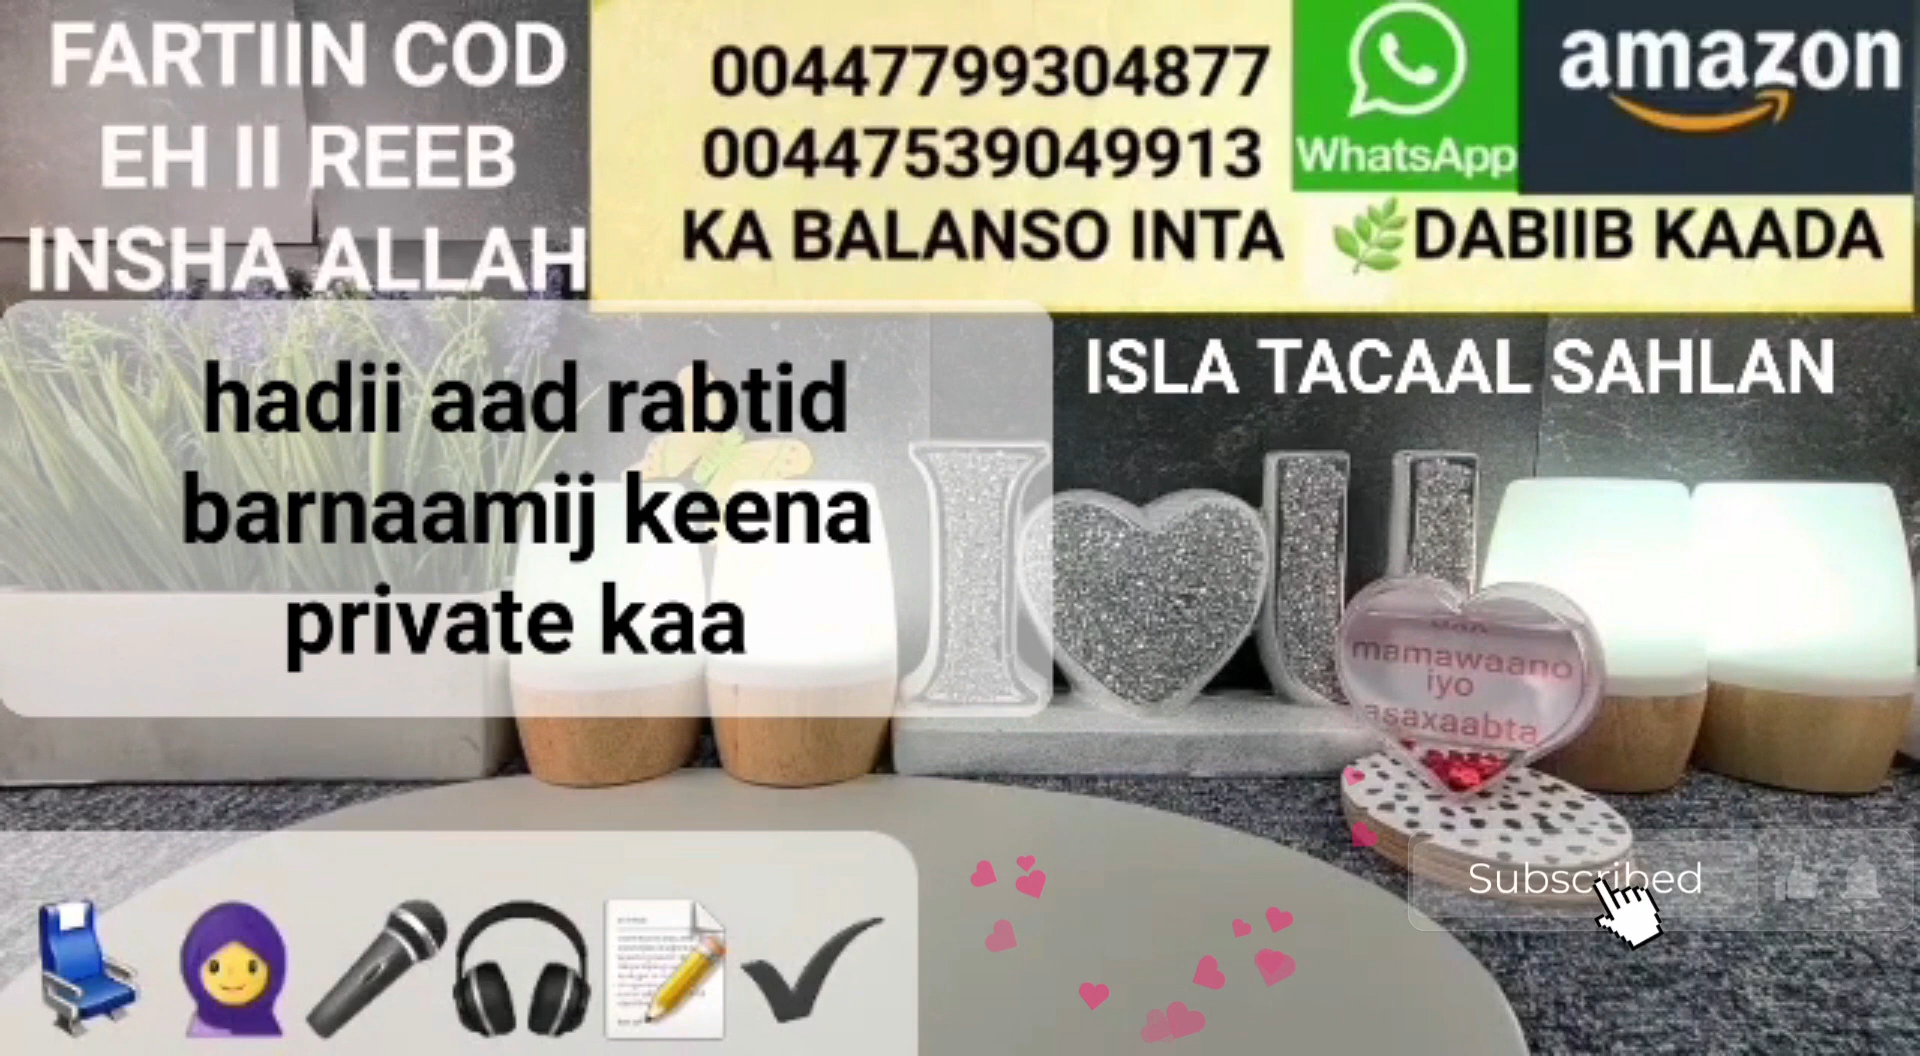 FARTIIN COD
EH II REEB
INSHA ALLAH
00447799304877
00447539049913
KA BALANSO INTA
WhatsApp
amazon
🌿DABIIB KAADA
ISLA TACAAL SAHLAN
hadii aad rabtid
barnaamij keena
private kaa
mamawaano
iyo
asaxaabta
Subscribed